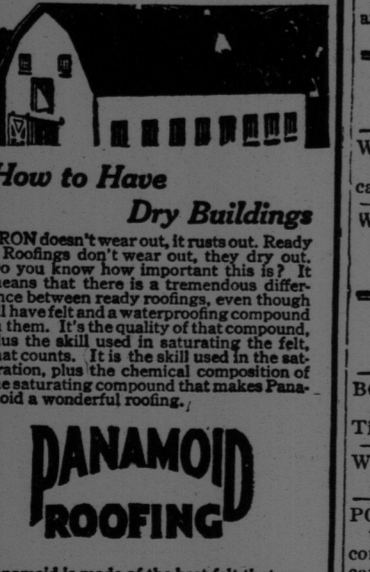 How to Have
Dry Buildings
RON doesn't wear out, it rusts out. Ready
Roofings don't wear out, they dry out.
o you know how important this is? It
eans that there is a tremendous differ-
nce between ready roofings, even though
l have felt and a waterproofing compound
them. It's the quality of that compound,
us the skill used in saturating the felt,
at counts. It is the skill used in the sat-
ration, plus the chemical composition of
e saturating compound that makes Pana-
oid a wonderful roofing.
PANAMOID
ROOFING